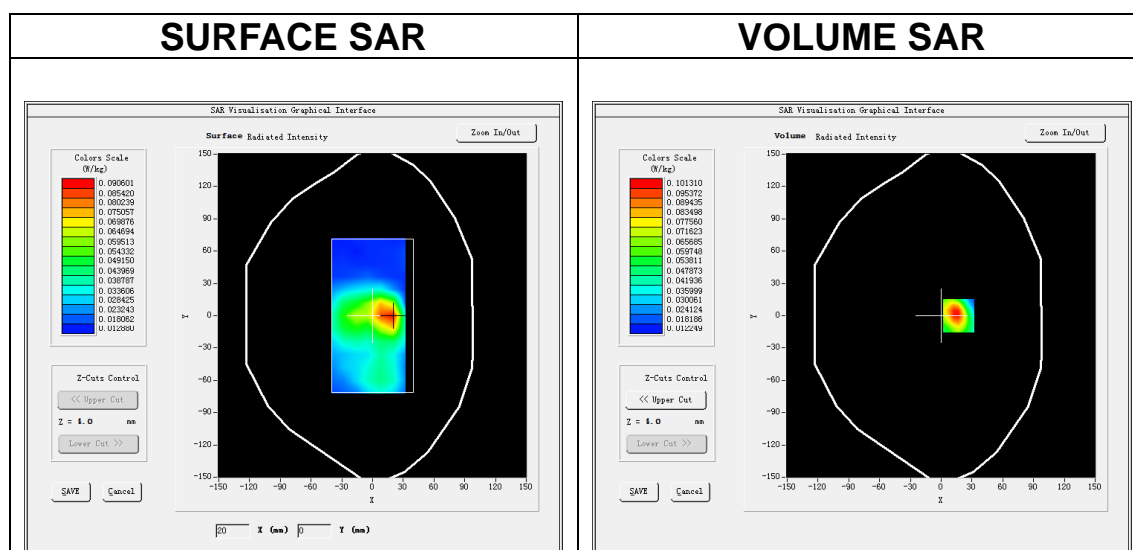 SURFACE SAR
VOLUME SAR
SAR Visualisation Graphical Interface
Surface Radiated Intensity
Zoom In/Out
Colors Scale
(W/kg)
0.090601
0.085420
0.080239
0.075057
0.069876
0.064694
0.059513
0.054332
0.049150
0.043969
0.038787
0.033606
0.028425
0.023243
0.018062
0.012880
Z-Cuts Control
<< Upper Cut
Z = 4.0 mm
Lower Cut >>
SAVE
Cancel
150
120
90
60
30
0
-30
-60
-90
-120
-150
Y
-150 -120 -90 -60 -30 0 30 60 90 120 150
X
20 X (mm) 0 Y (mm)
SAR Visualisation Graphical Interface
Volume Radiated Intensity
Zoom In/Out
Colors Scale
(W/kg)
0.101310
0.095372
0.089435
0.083498
0.077560
0.071623
0.065685
0.059748
0.053811
0.047873
0.041936
0.035999
0.030061
0.024124
0.018186
0.012249
Z-Cuts Control
<< Upper Cut
Z = 4.0 mm
Lower Cut >>
SAVE
Cancel
150
120
90
60
30
0
-30
-60
-90
-120
-150
Y
-150 -120 -90 -60 -30 0 30 60 90 120 150
X